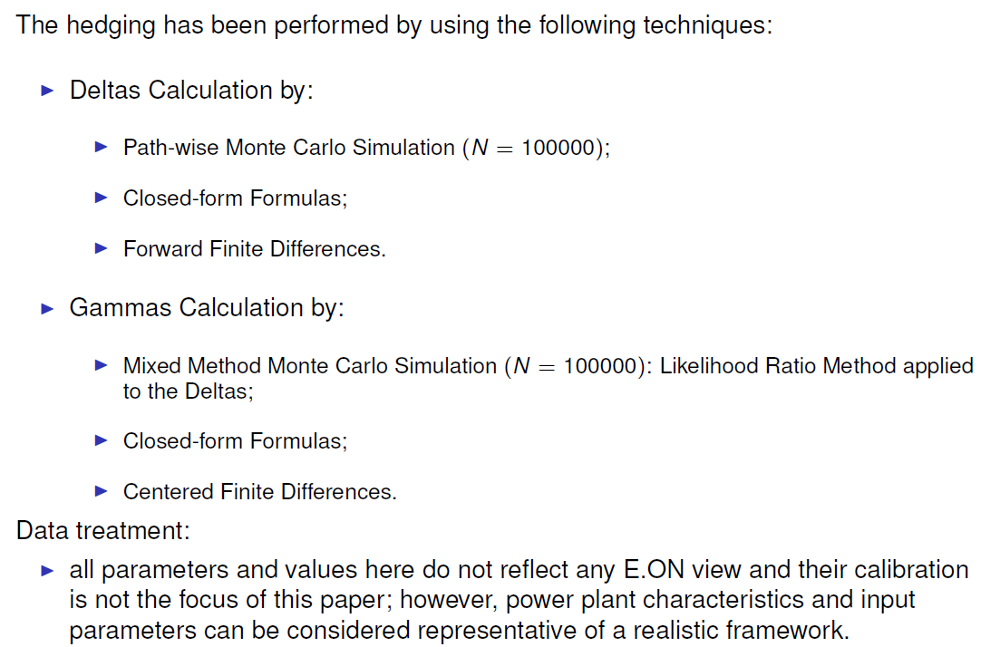 The hedging has been performed by using the following techniques:
▶ Deltas Calculation by:
▶ Path-wise Monte Carlo Simulation (N = 100000);
▶ Closed-form Formulas;
▶ Forward Finite Differences.
▶ Gammas Calculation by:
▶ Mixed Method Monte Carlo Simulation (N = 100000): Likelihood Ratio Method applied
to the Deltas;
▶ Closed-form Formulas;
▶ Centered Finite Differences.
Data treatment:
▶ all parameters and values here do not reflect any E.ON view and their calibration
is not the focus of this paper; however, power plant characteristics and input
parameters can be considered representative of a realistic framework.